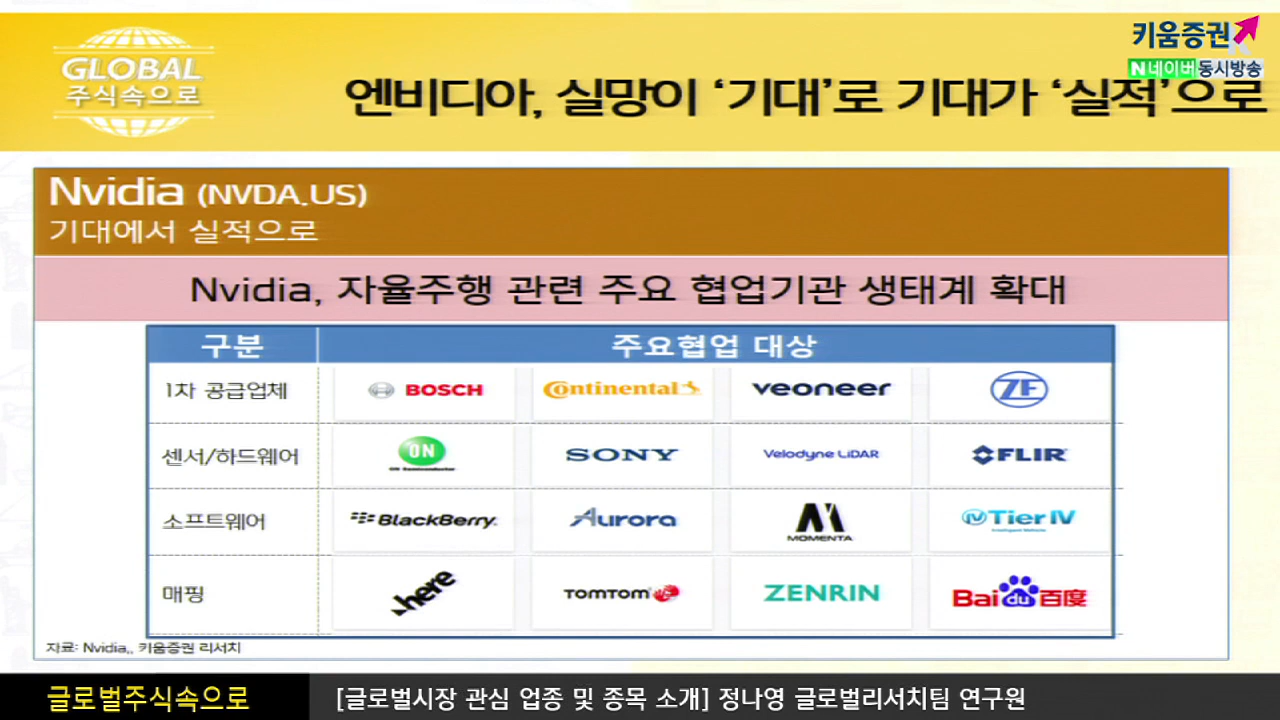 키움증권
N 네이버 동시방송
GLOBAL
주식속으로
엔비디아, 실망이 ‘기대’로 기대가 ‘실적’으로
Nvidia (NVDA.US)
기대에서 실적으로
Nvidia, 자율주행 관련 주요 협업기관 생태계 확대
구분 주요협업 대상
1차 공급업체 BOSCH Continental veoneer ZF
센서/하드웨어 ON ON Semiconductor SONY Velodyne LiDAR FLIR
소프트웨어 BlackBerry Aurora MOMENTA Tier IV Intelligent Vehicle
매핑 here TOMTOM ZENRIN Baidu百度
자료: Nvidia,, 키움증권 리서치
글로벌주식속으로 [글로벌시장 관심 업종 및 종목 소개] 정나영 글로벌리서치팀 연구원